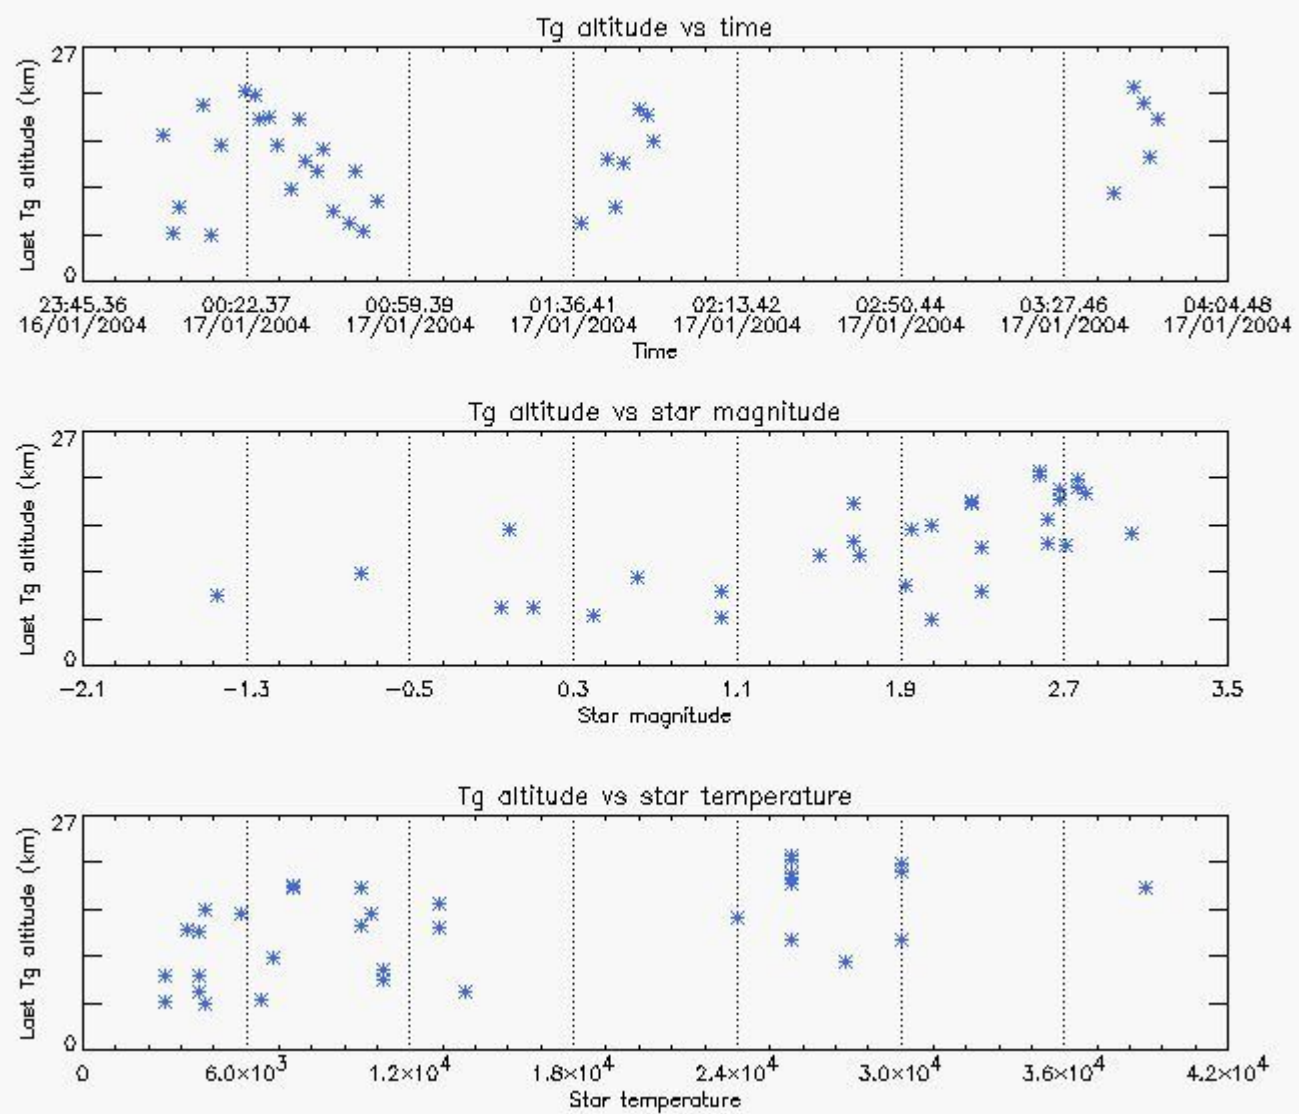 Tg altitude vs time
27
Last Tg altitude (km)
0
23:45.36 00:22.37 00:59.39 01:36.41 02:13.42 02:50.44 03:27.46 04:04.48
16/01/2004 17/01/2004 17/01/2004 17/01/2004 17/01/2004 17/01/2004 17/01/2004 17/01/2004
Time
Tg altitude vs star magnitude
27
Last Tg altitude (km)
0
−2.1 −1.3 −0.5 0.3 1.1 1.9 2.7 3.5
Star magnitude
Tg altitude vs star temperature
27
Last Tg altitude (km)
0
0 6.0×10³ 1.2×10⁴ 1.8×10⁴ 2.4×10⁴ 3.0×10⁴ 3.6×10⁴ 4.2×10⁴
Star temperature